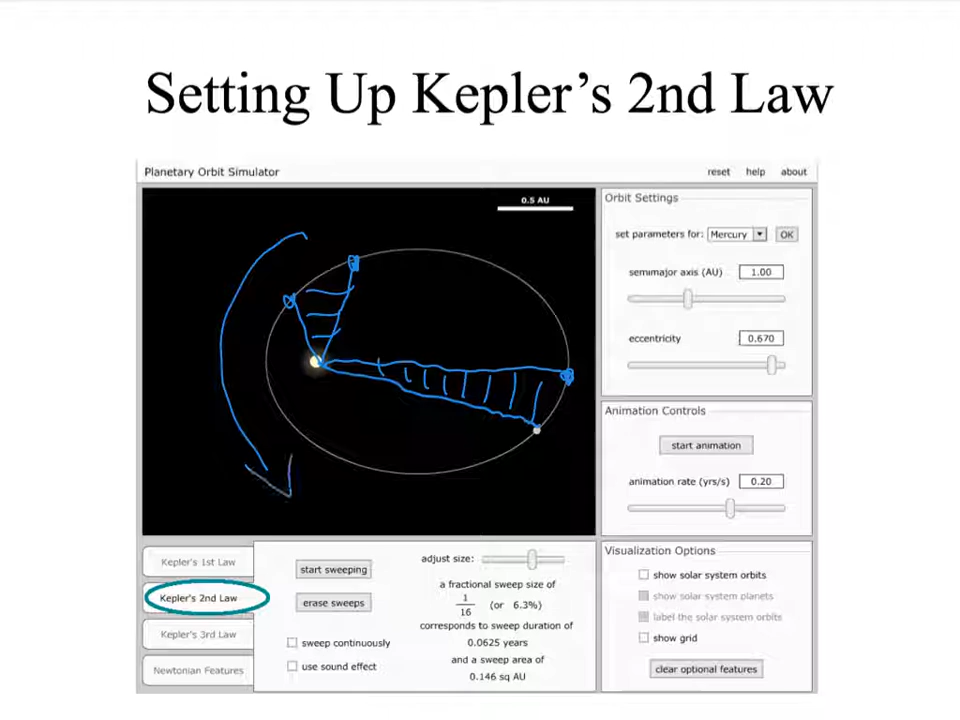 Setting Up Kepler’s 2nd Law
Planetary Orbit Simulator
reset help about
0.5 AU
Orbit Settings
set parameters for: Mercury OK
semimajor axis (AU) 1.00
eccentricity 0.670
Animation Controls
start animation
animation rate (yrs/s) 0.20
Kepler's 1st Law
Kepler's 2nd Law
Kepler's 3rd Law
Newtonian Features
start sweeping
erase sweeps
sweep continuously
use sound effect
adjust size:
a fractional sweep size of
1
16 (or 6.3%)
corresponds to sweep duration of
0.0625 years
and a sweep area of
0.146 sq AU
Visualization Options
show solar system orbits
show solar system planets
label the solar system orbits
show grid
clear optional features